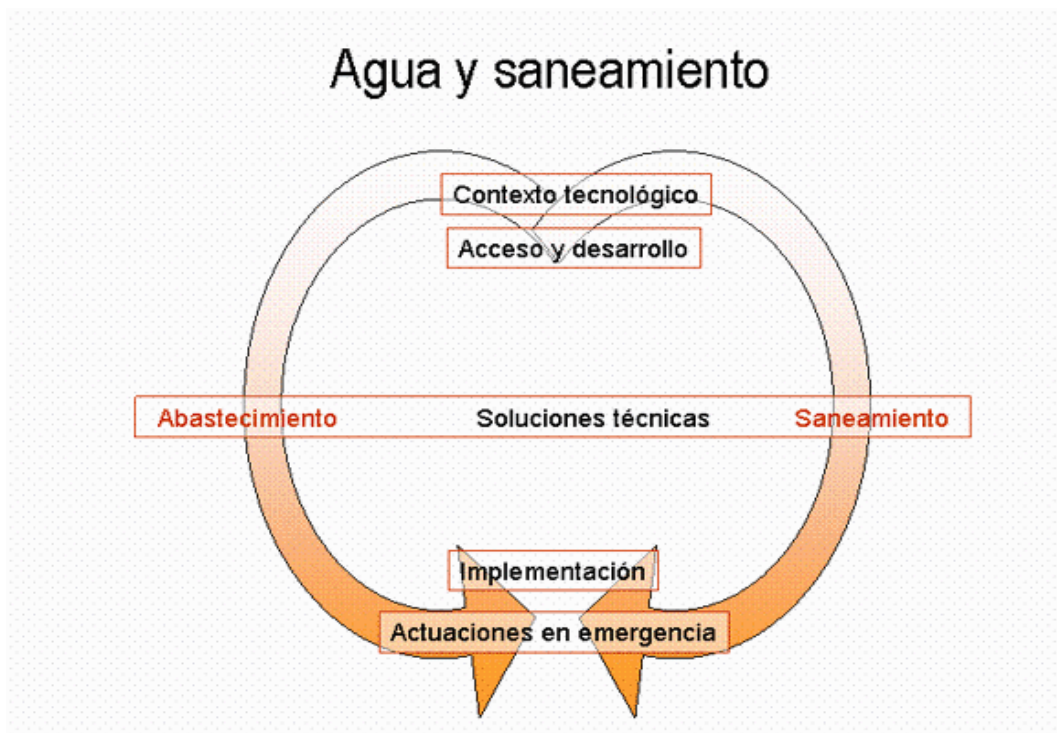 Agua y saneamiento
Contexto tecnológico
Acceso y desarrollo
Abastecimiento Soluciones técnicas Saneamiento
Implementación
Actuaciones en emergencia